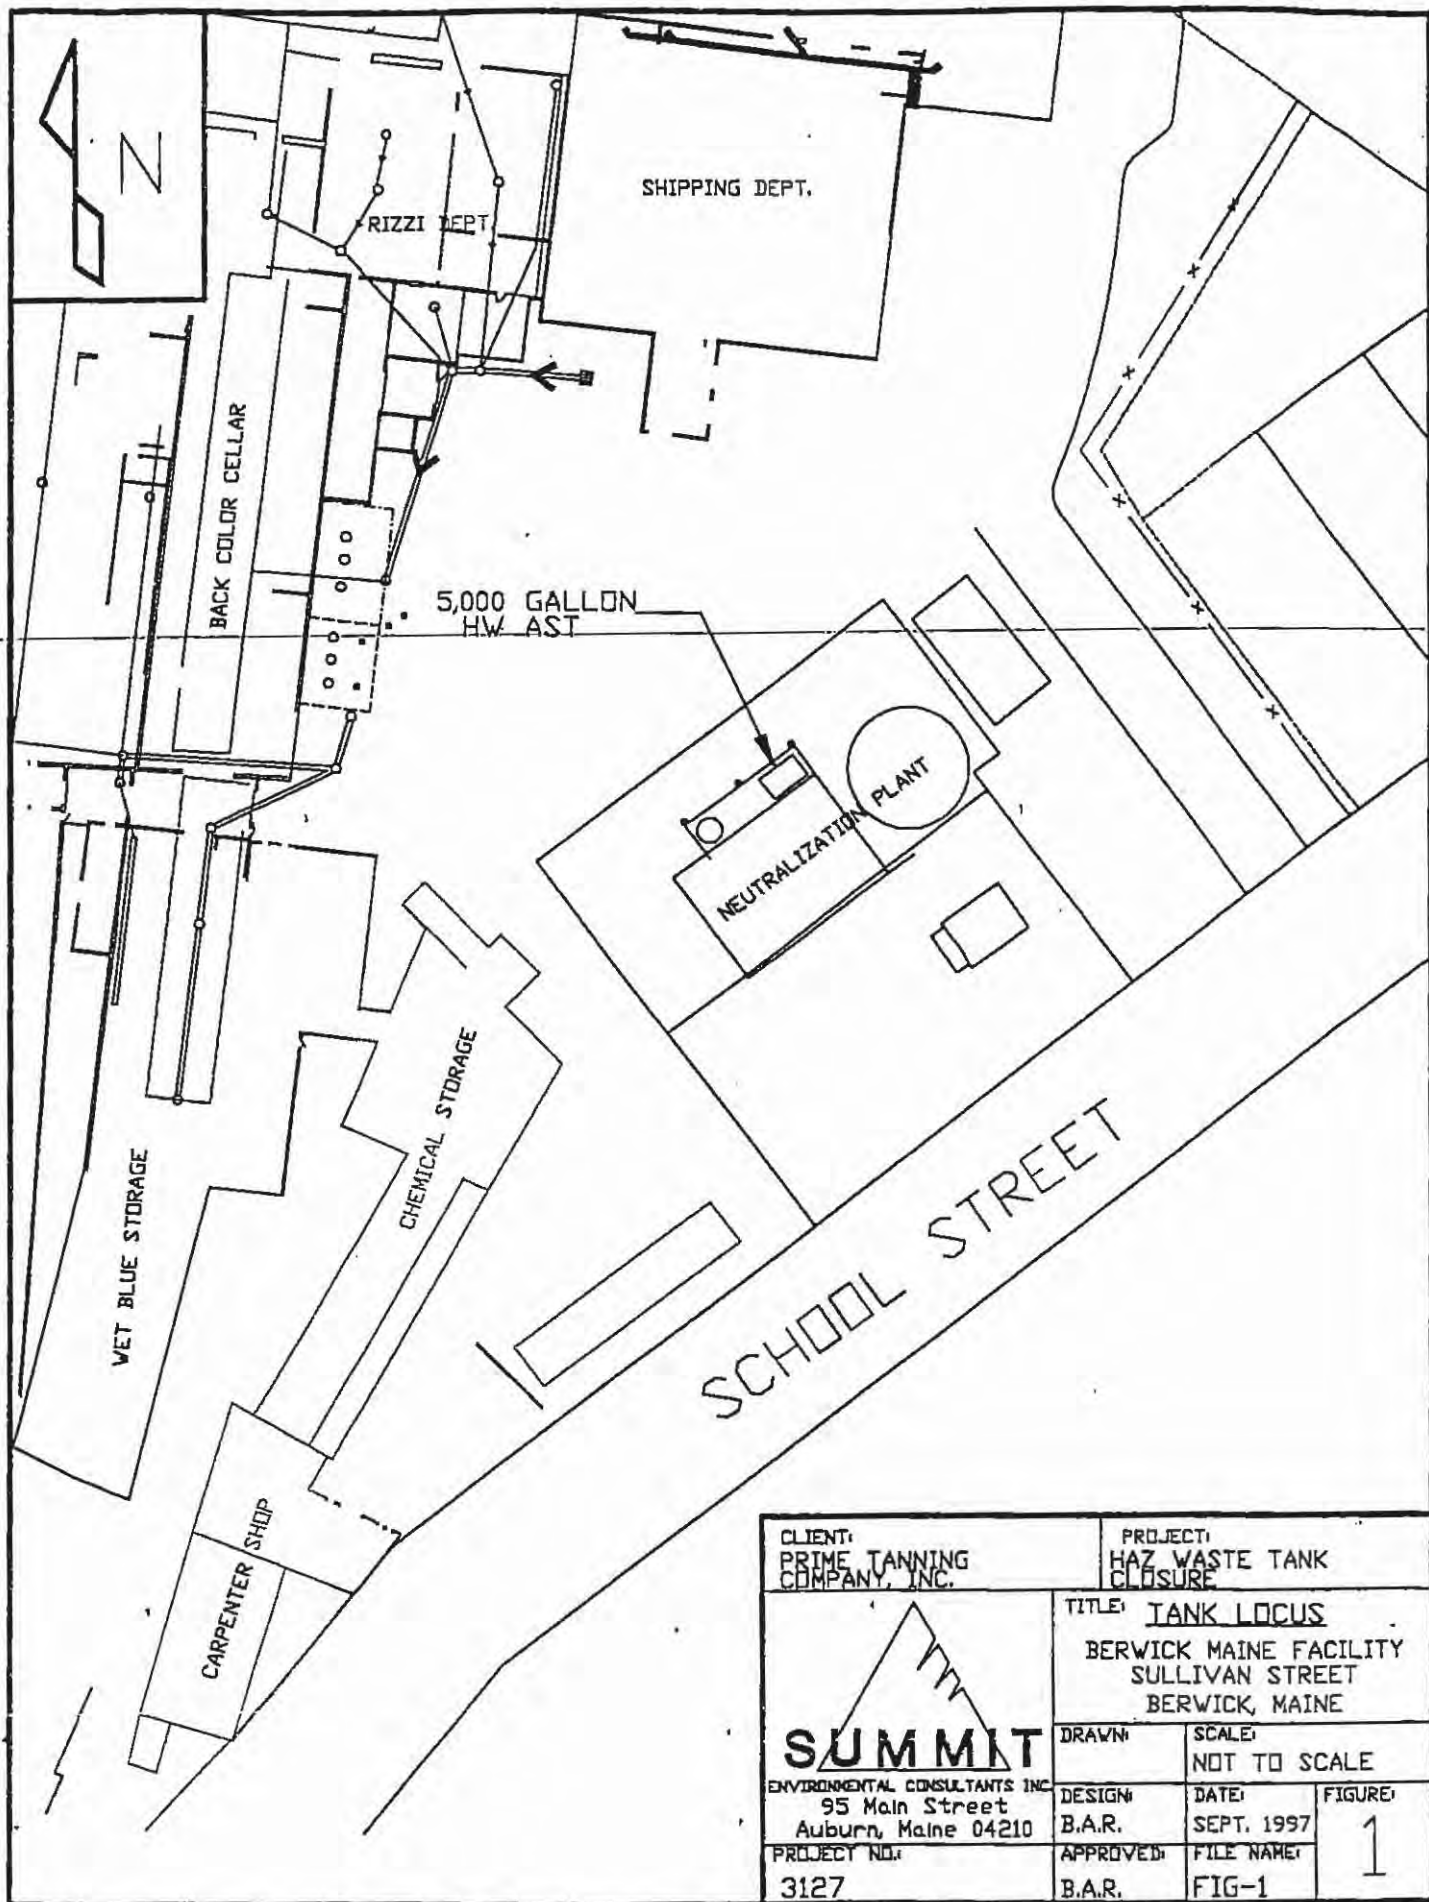 N
SHIPPING DEPT.
RIZZI DEPT
BACK COLOR CELLAR
5,000 GALLON
HW AST
NEUTRALIZATION PLANT
CHEMICAL STORAGE
WET BLUE STORAGE
SCHOOL STREET
CARPENTER SHOP
CLIENT:
PRIME TANNING
COMPANY, INC.
PROJECT:
HAZ WASTE TANK
CLOSURE
TITLE: TANK LOCUS
BERWICK MAINE FACILITY
SULLIVAN STREET
BERWICK, MAINE
SUMMIT
ENVIRONMENTAL CONSULTANTS INC
95 Main Street
Auburn, Maine 04210
DRAWN:
SCALE:
NOT TO SCALE
DESIGN:
B.A.R.
DATE:
SEPT. 1997
FIGURE:
1
PROJECT NO.:
3127
APPROVED:
B.A.R.
FILE NAME:
FIG-1